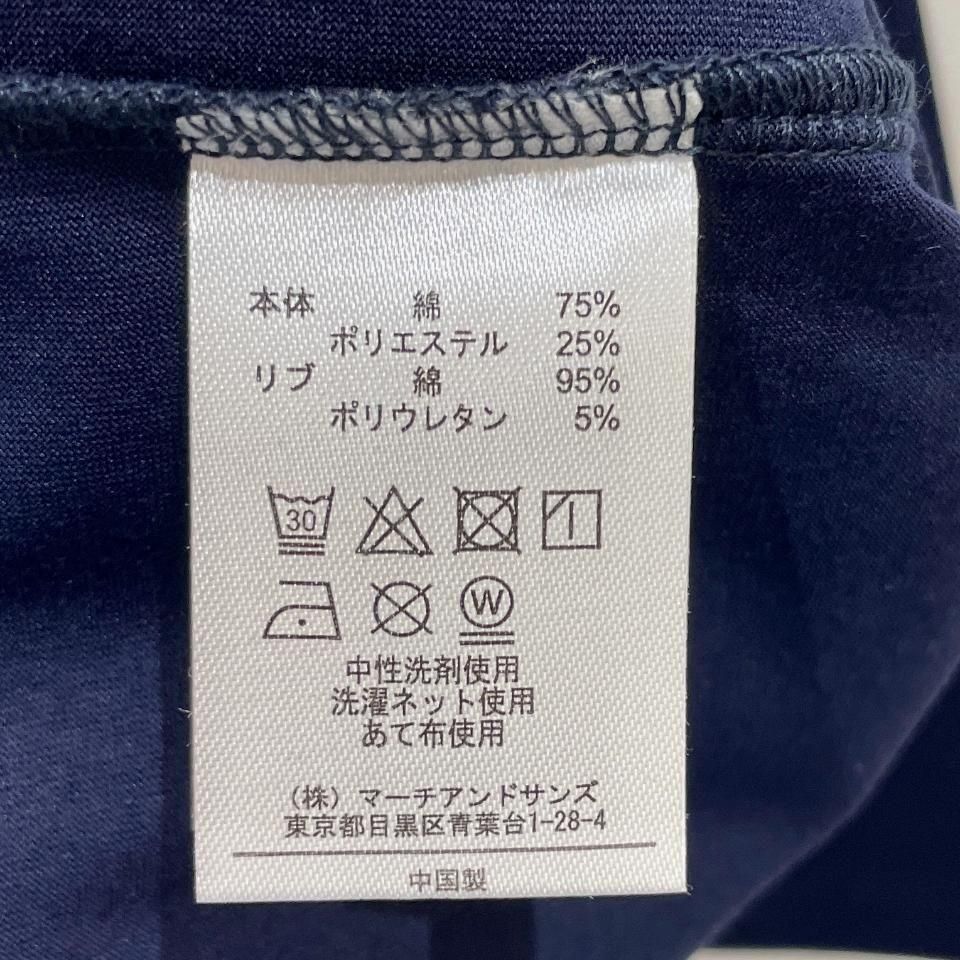 本体 綿 75%
ポリエステル 25%
リブ 綿 95%
ポリウレタン 5%
30
W
中性洗剤使用
洗濯ネット使用
あて布使用
（株）マーチアンドサンズ
東京都目黒区青葉台1-28-4
中国製